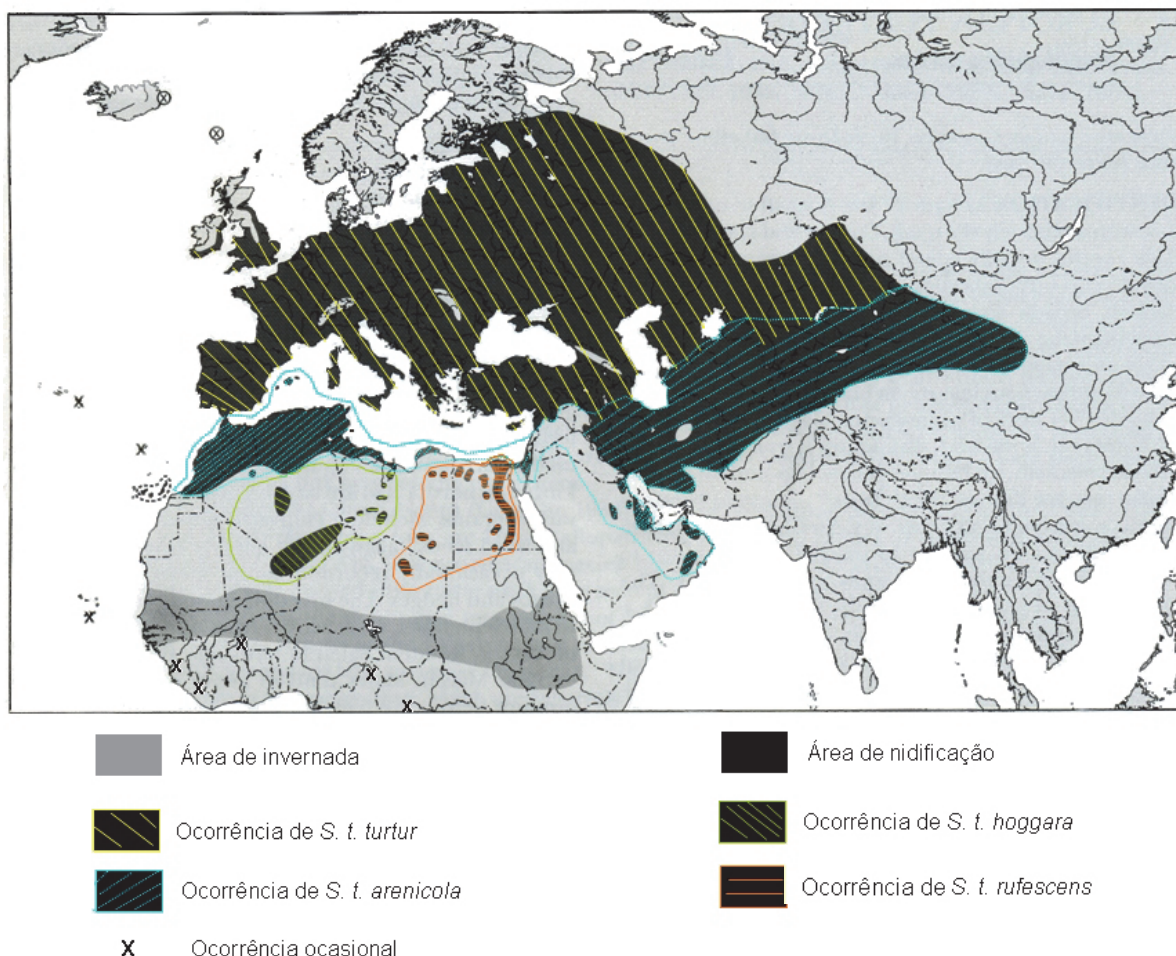 Área de invernada
Área de nidificação
Ocorrência de S. t. turtur
Ocorrência de S. t. hoggara
Ocorrência de S. t. arenicola
Ocorrência de S. t. rufescens
X Ocorrência ocasional